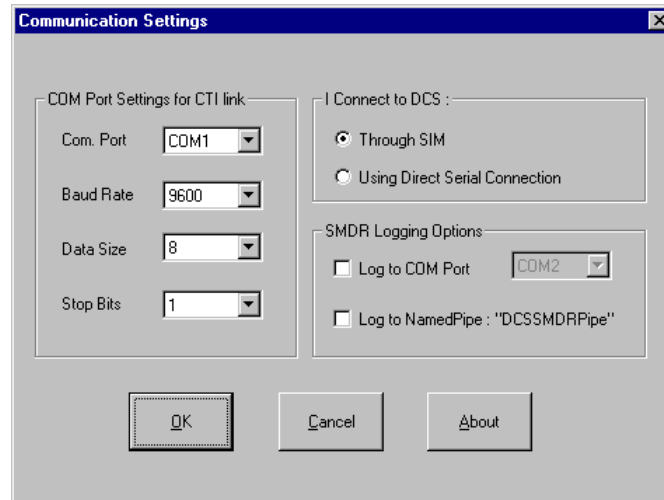 Communication Settings
COM Port Settings for CTI link
Com. Port
COM1
Baud Rate
9600
Data Size
8
Stop Bits
1
I Connect to DCS :
Through SIM
Using Direct Serial Connection
SMDR Logging Options
Log to COM Port
COM2
Log to NamedPipe : "DCSSMDRPipe"
OK
Cancel
About